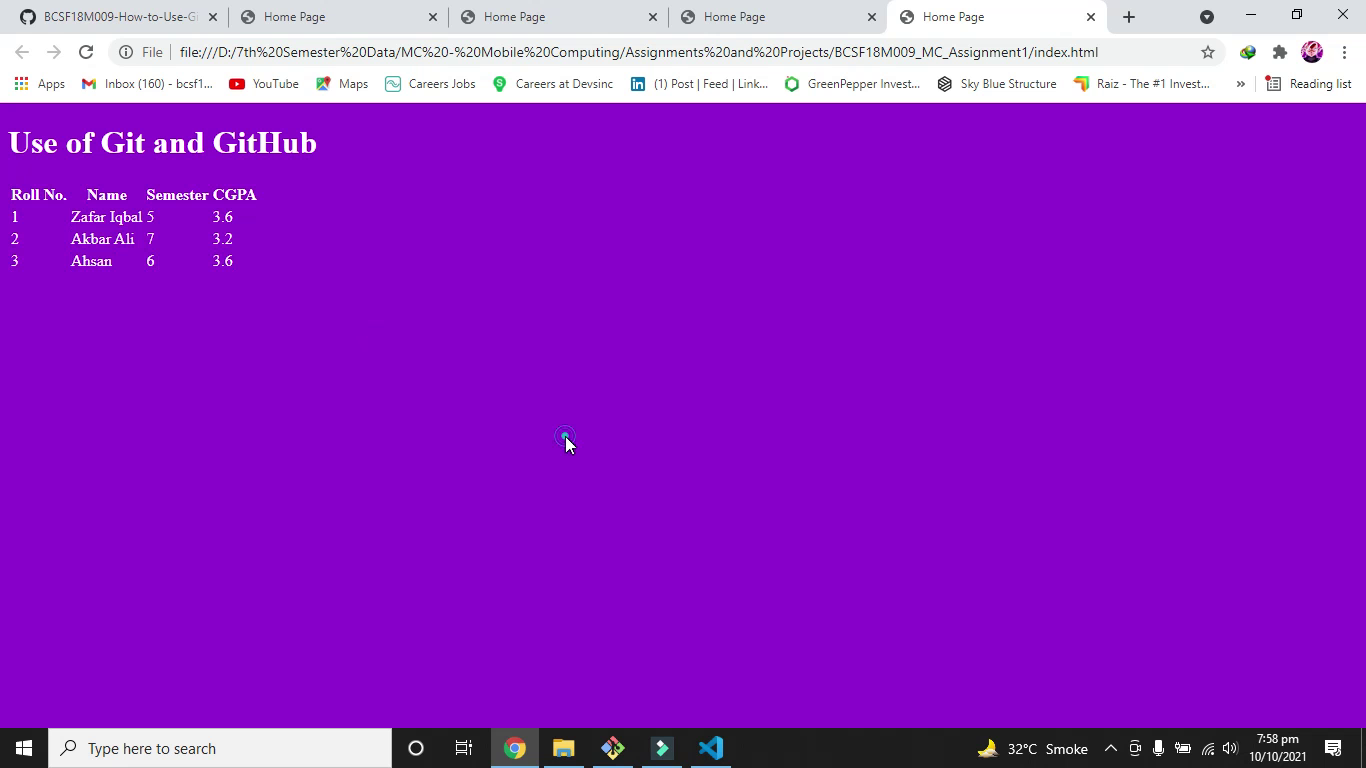 BCSF18M009-How-to-Use-Gi
Home Page
Home Page
Home Page
Home Page
File
file:///D:/7th%20Semester%20Data/MC%20-%20Mobile%20Computing/Assignments%20and%20Projects/BCSF18M009_MC_Assignment1/index.html
Apps
Inbox (160) - bcsf1...
YouTube
Maps
Careers Jobs
Careers at Devsinc
(1) Post | Feed | Link...
GreenPepper Invest...
Sky Blue Structure
Raiz - The #1 Invest...
»
Reading list
Use of Git and GitHub
Roll No. Name Semester CGPA
1 Zafar Iqbal 5 3.6
2 Akbar Ali 7 3.2
3 Ahsan 6 3.6
Type here to search
32°C Smoke
7:58 pm
10/10/2021